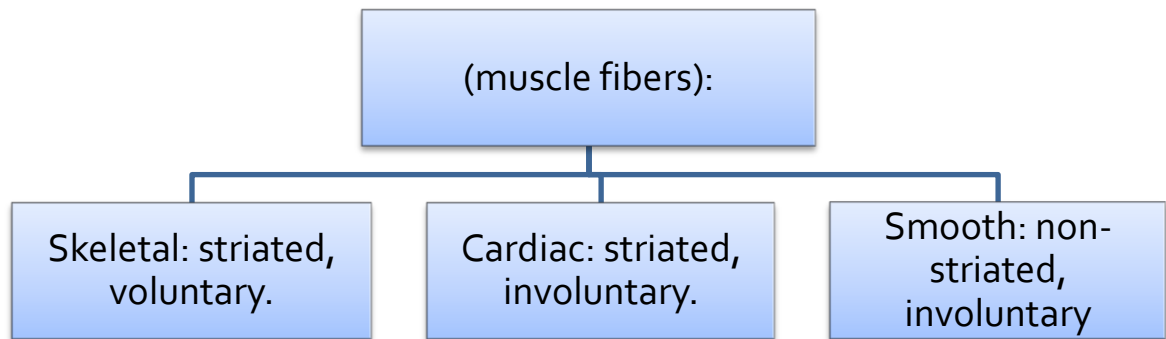 (muscle fibers):
Skeletal: striated,
voluntary.
Cardiac: striated,
involuntary.
Smooth: non-
striated,
involuntary